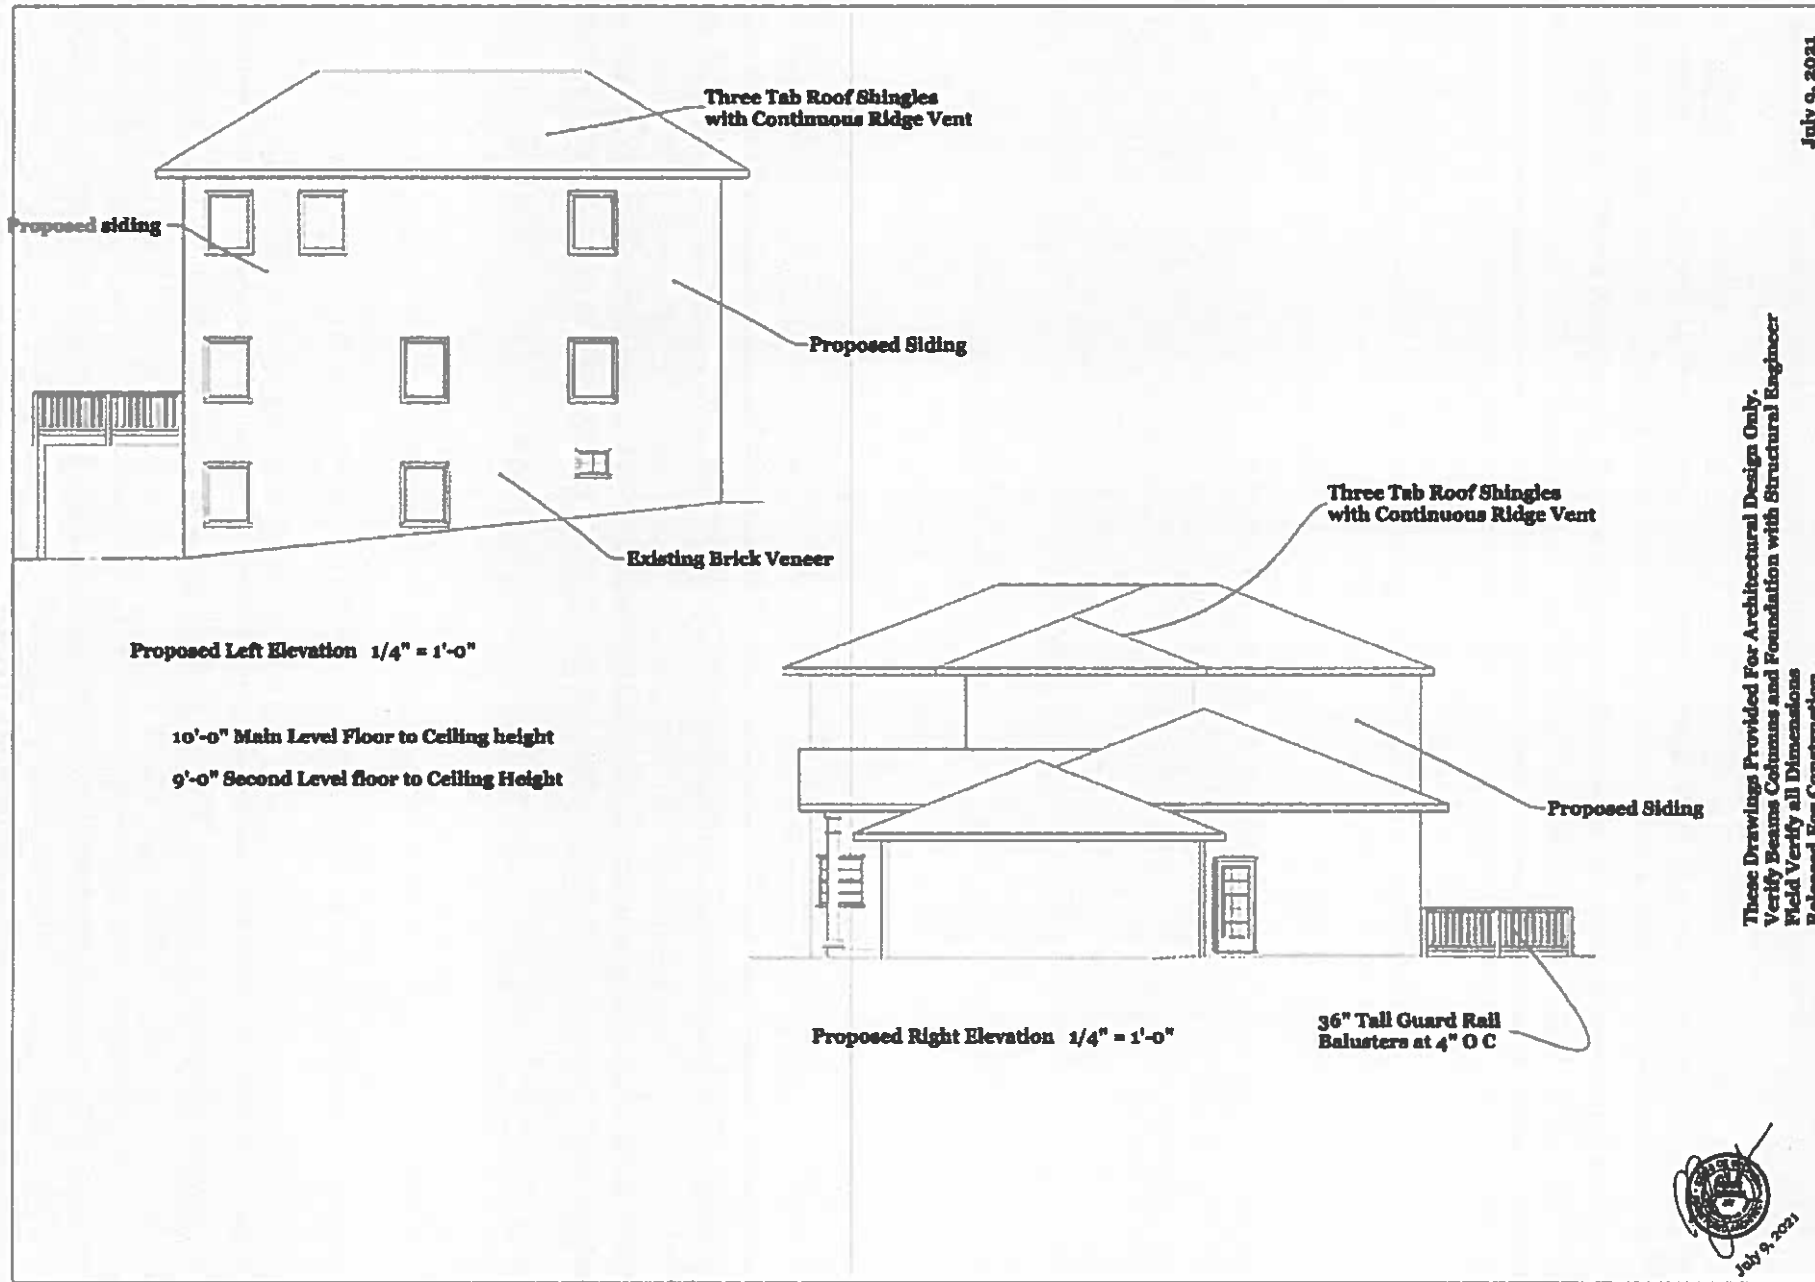 Three Tab Roof Shingles
with Continuous Ridge Vent
Proposed siding
Proposed Siding
Existing Brick Veneer
Proposed Left Elevation 1/4" = 1'-0"
10'-0" Main Level Floor to Ceiling height
9'-0" Second Level floor to Ceiling Height
Three Tab Roof Shingles
with Continuous Ridge Vent
Proposed Siding
Proposed Right Elevation 1/4" = 1'-0"
36" Tall Guard Rail
Balusters at 4" O C
July 9, 2021
These Drawings Provided For Architectural Design Only.
Verify Beams Columns and Foundation with Structural Engineer
Field Verify all Dimensions
Released For Construction
July 9, 2021